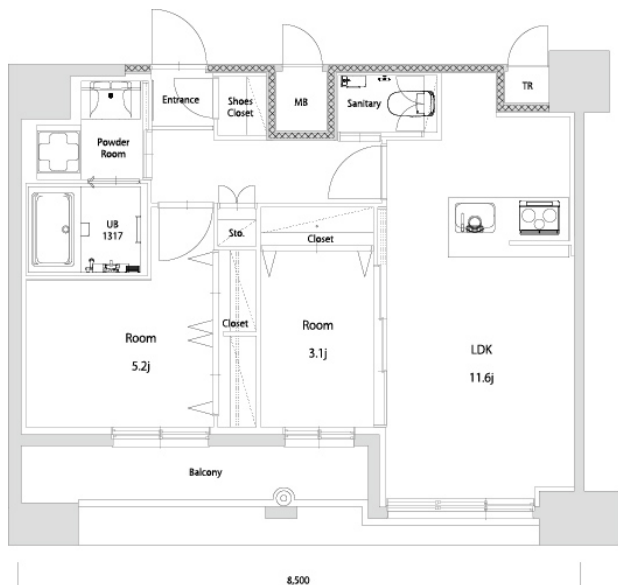 Entrance
Shoes
Closet
MB
Sanitary
TR
Powder
Room
UB
1317
Sto.
Closet
Closet
Room
5.2j
Room
3.1j
LDK
11.6j
Balcony
8,500